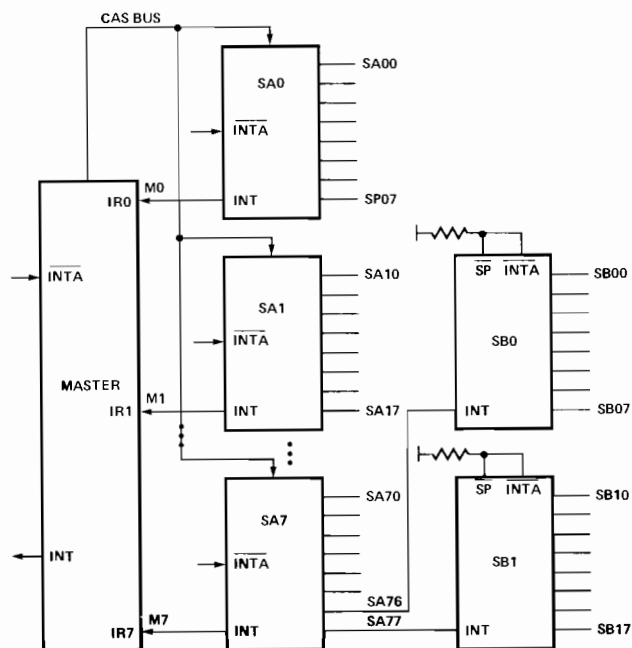 CAS BUS
SA0
SA00
INTA
M0
IR0
INT
SP07
INTA
SA1
SA10
SP INTA
SB00
INTA
SB0
MASTER
M1
IR1
INT
SA17
INT
SB07
SA7
SA70
SP INTA
SB10
INT
INTA
SB1
SA76
M7
SA77
IR7
INT
INT
SB17